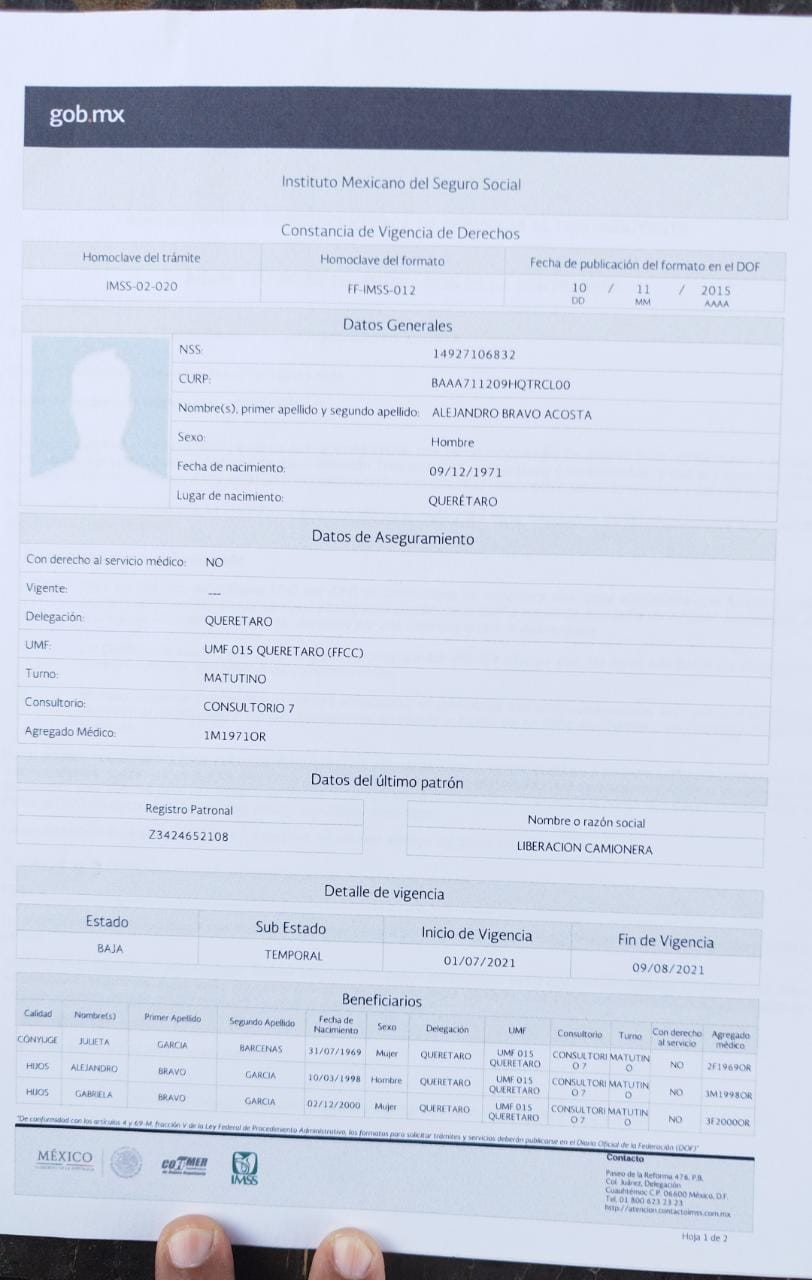 gob.mx
Instituto Mexicano del Seguro Social
Constancia de Vigencia de Derechos
Homoclave del trámite Homoclave del formato Fecha de publicación del formato en el DOF
IMSS-02-020 FF-IMSS-012 10 / 11 / 2015
DD MM AAAA
Datos Generales
NSS: 14927106832
CURP: BAAA711209HQTRCL00
Nombre(s), primer apellido y segundo apellido: ALEJANDRO BRAVO ACOSTA
Sexo: Hombre
Fecha de nacimiento: 09/12/1971
Lugar de nacimiento: QUERÉTARO
Datos de Aseguramiento
Con derecho al servicio médico: NO
Vigente: ---
Delegación: QUERETARO
UMF: UMF 015 QUERETARO (FFCC)
Turno: MATUTINO
Consultorio: CONSULTORIO 7
Agregado Médico: 1M1971OR
Datos del último patrón
Registro Patronal Nombre o razón social
Z3424652108 LIBERACION CAMIONERA
Detalle de vigencia
Estado Sub Estado Inicio de Vigencia Fin de Vigencia
BAJA TEMPORAL 01/07/2021 09/08/2021
Beneficiarios
Calidad Nombre(s) Primer Apellido Segundo Apellido Fecha de Nacimiento Sexo Delegación UMF Consultorio Turno Con derecho al servicio Agregado médico
CÓNYUGE JULIETA GARCIA BARCENAS 31/07/1969 Mujer QUERETARO UMF 015 QUERETARO CONSULTORI O 7 MATUTIN O NO 2F1969OR
HIJOS ALEJANDRO BRAVO GARCIA 10/03/1998 Hombre QUERETARO UMF 015 QUERETARO CONSULTORI O 7 MATUTIN O NO 3M1998OR
HIJOS GABRIELA BRAVO GARCIA 02/12/2000 Mujer QUERETARO UMF 015 QUERETARO CONSULTORI O 7 MATUTIN O NO 3F2000OR
"De conformidad con los artículos 4 y 69-M, fracción V de la Ley Federal de Procedimiento Administrativo, los formatos para solicitar trámites y servicios deberán publicarse en el Diario Oficial de la Federación (DOF)"
MÉXICO
COFEMER
IMSS
Contacto
Paseo de la Reforma 476, P.B.
Col. Juárez, Delegación
Cuauhtémoc C.P. 06600 México, D.F.
Tel. 01 800 623 23 23
http://atencion.contactoimss.com.mx
Hoja 1 de 2